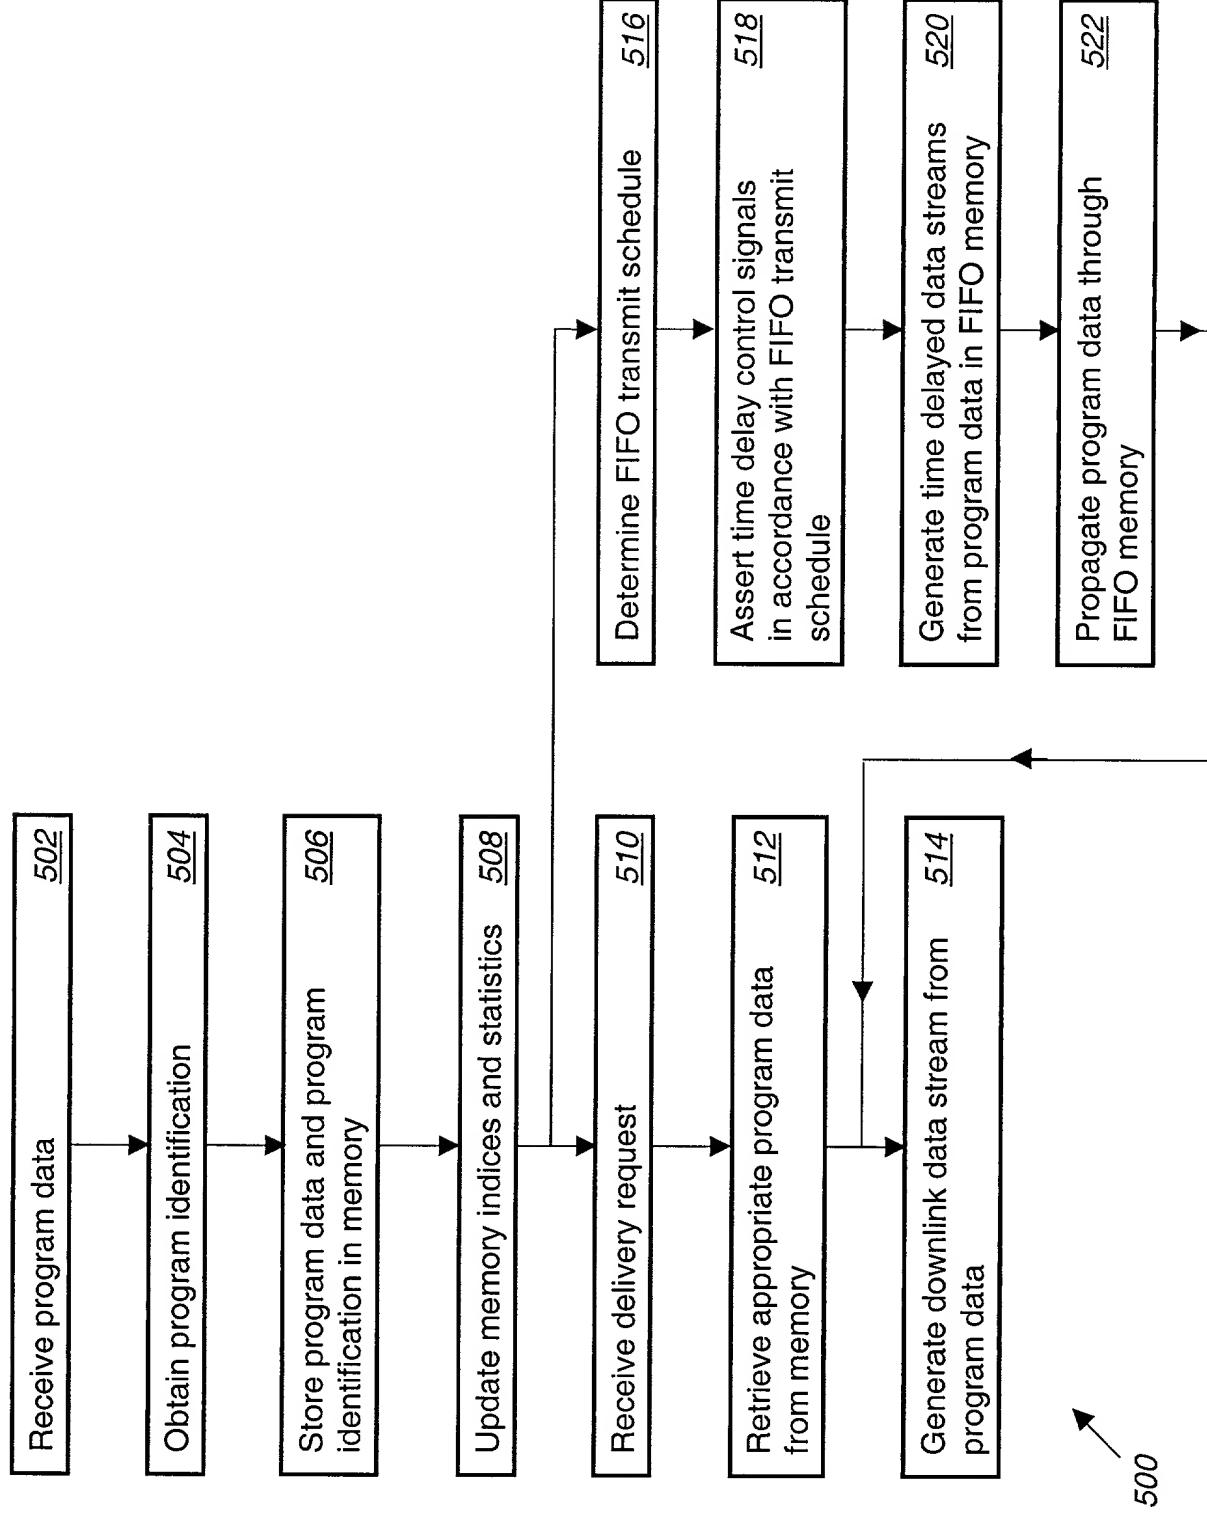 Receive program data 502
Obtain program identification 504
Store program data and program 506
identification in memory
Update memory indices and statistics 508
Receive delivery request 510
Retrieve appropriate program data 512
from memory
Generate downlink data stream from 514
program data
500
Determine FIFO transmit schedule 516
Assert time delay control signals 518
in accordance with FIFO transmit
schedule
Generate time delayed data streams 520
from program data in FIFO memory
Propagate program data through 522
FIFO memory